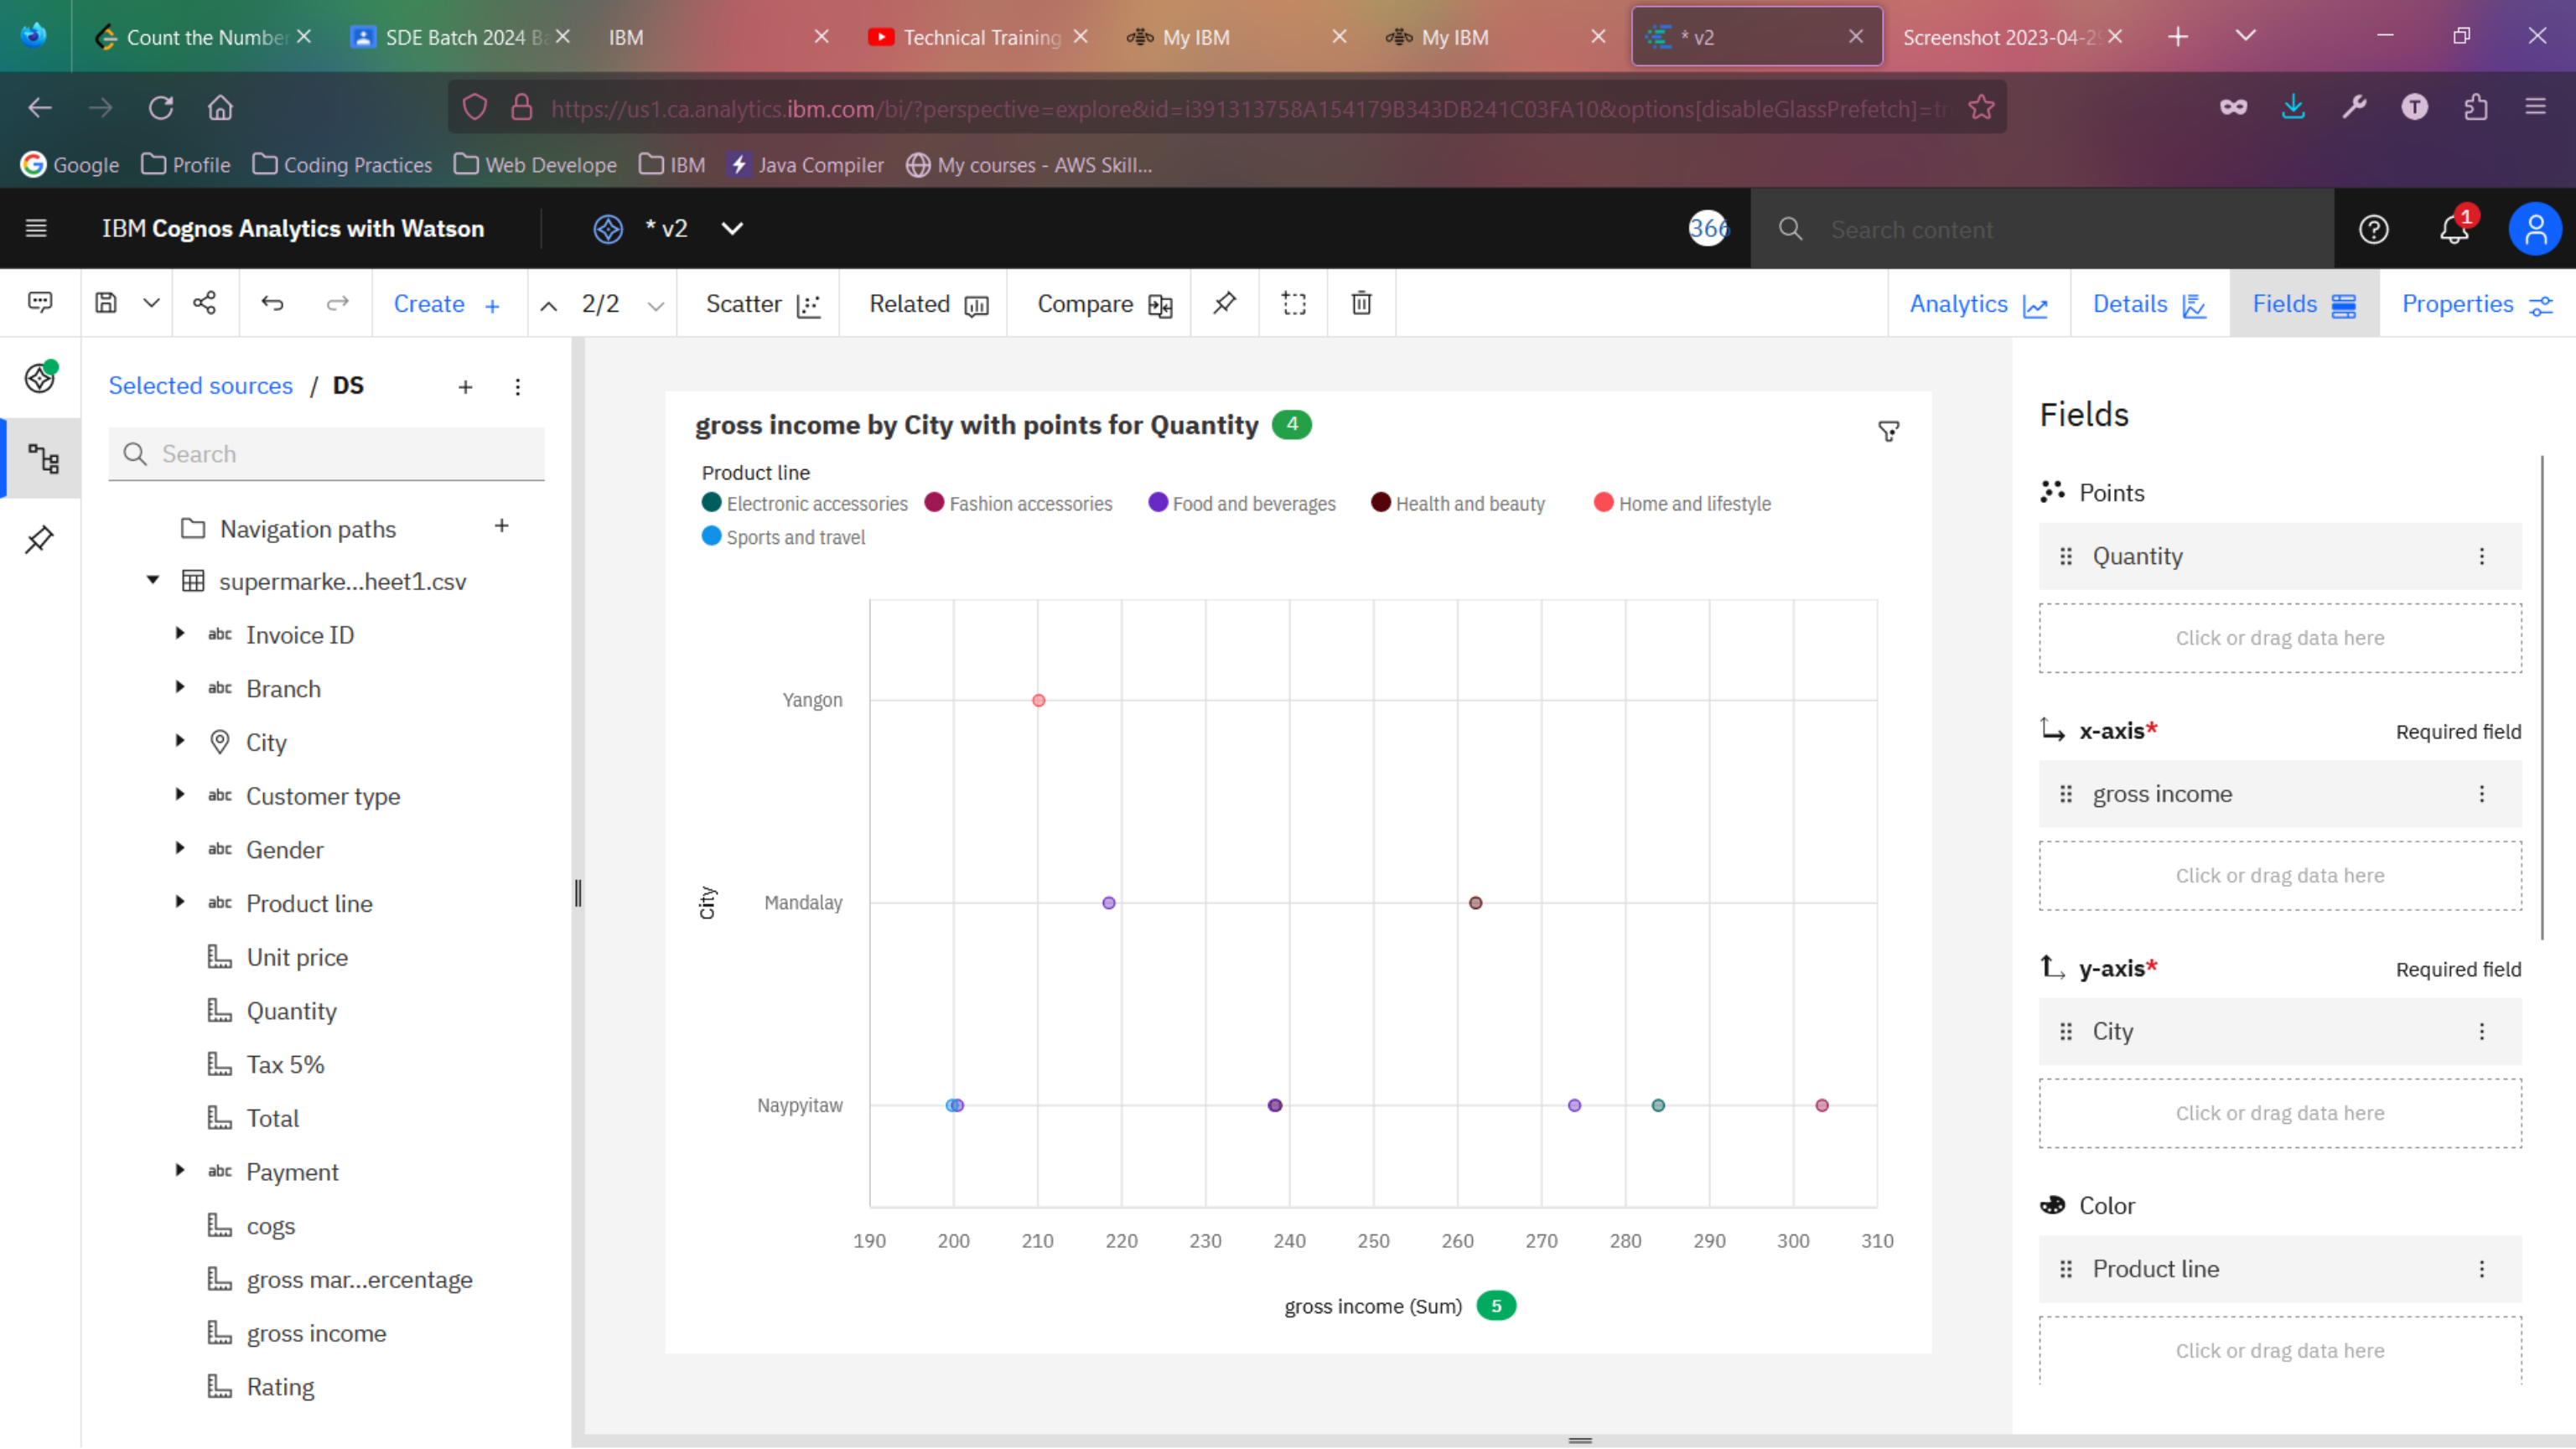 Count the Number
SDE Batch 2024 Ba
IBM
Technical Training
My IBM
My IBM
* v2
Screenshot 2023-04-2
https://us1.ca.analytics.ibm.com/bi/?perspective=explore&id=i391313758A154179B343DB241C03FA10&options[disableGlassPrefetch]=tr
T
Google
Profile
Coding Practices
Web Develope
IBM
Java Compiler
My courses - AWS Skill...
IBM Cognos Analytics with Watson
* v2
366
Search content
1
Create +
2/2
Scatter
Related
Compare
Analytics
Details
Fields
Properties
Selected sources / DS
Search
Navigation paths
supermarke...heet1.csv
abc Invoice ID
abc Branch
City
abc Customer type
abc Gender
abc Product line
Unit price
Quantity
Tax 5%
Total
abc Payment
cogs
gross mar...ercentage
gross income
Rating
gross income by City with points for Quantity 4
Product line
Electronic accessories
Fashion accessories
Food and beverages
Health and beauty
Home and lifestyle
Sports and travel
City
Yangon
Mandalay
Naypyitaw
190 200 210 220 230 240 250 260 270 280 290 300 310
gross income (Sum) 5
Fields
Points
Quantity
Click or drag data here
x-axis* Required field
gross income
Click or drag data here
y-axis* Required field
City
Click or drag data here
Color
Product line
Click or drag data here